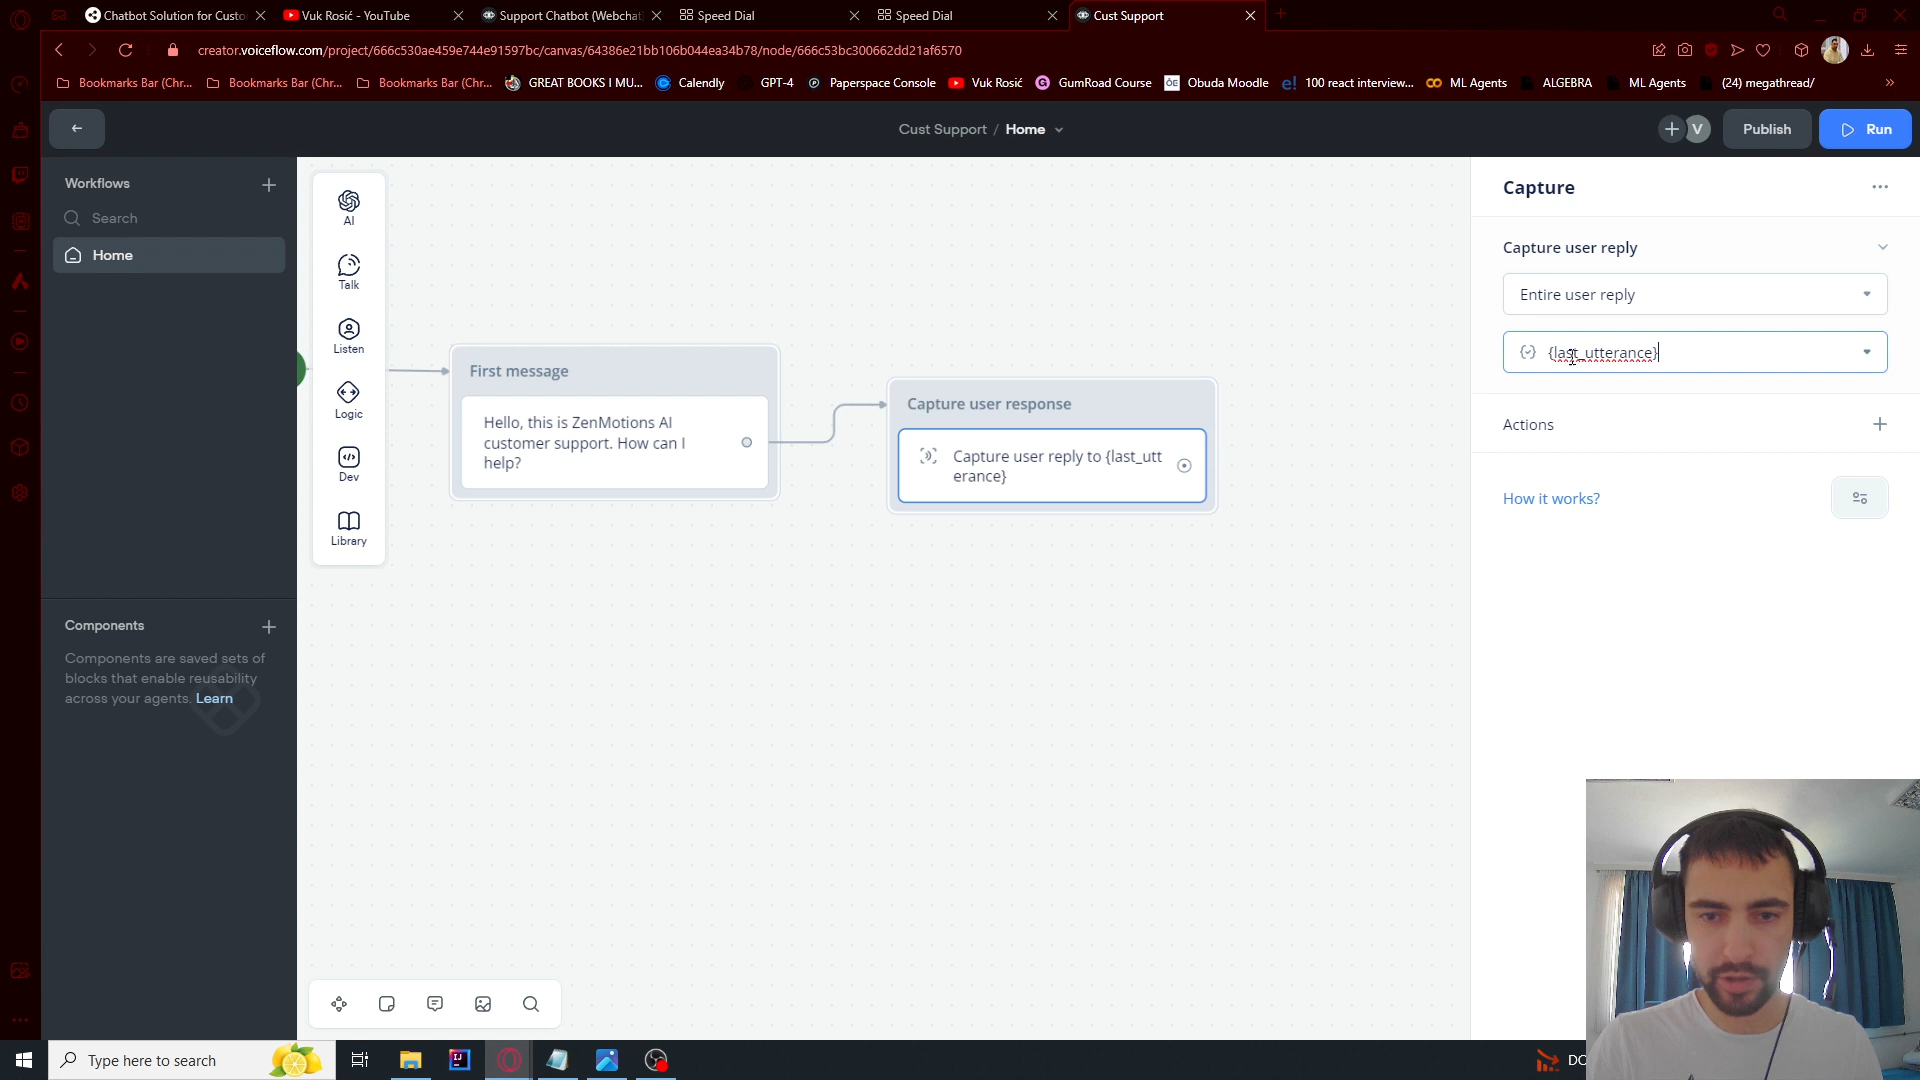 Chatbot Solution for Custo
Vuk Rosić - YouTube
Support Chatbot (Webchat
Speed Dial
Speed Dial
Cust Support
creator.voiceflow.com/project/666c530ae459e744e91597bc/canvas/64386e21bb106b044ea34b78/node/666c53bc300662dd21af6570
Bookmarks Bar (Chr...
Bookmarks Bar (Chr...
Bookmarks Bar (Chr...
GREAT BOOKS I MU...
Calendly
GPT-4
Paperspace Console
Vuk Rosić
GumRoad Course
Obuda Moodle
100 react interview...
ML Agents
ALGEBRA
ML Agents
(24) megathread/
Cust Support / Home
V
Publish
Run
Workflows
Search
Home
AI
Talk
Listen
Logic
Dev
Library
First message
Hello, this is ZenMotions AI
customer support. How can I
help?
Capture user response
Capture user reply to {last_utt
erance}
Capture
Capture user reply
Entire user reply
{last_utterance}
Actions
How it works?
Components
Components are saved sets of
blocks that enable reusability
across your agents. Learn
Type here to search
DO